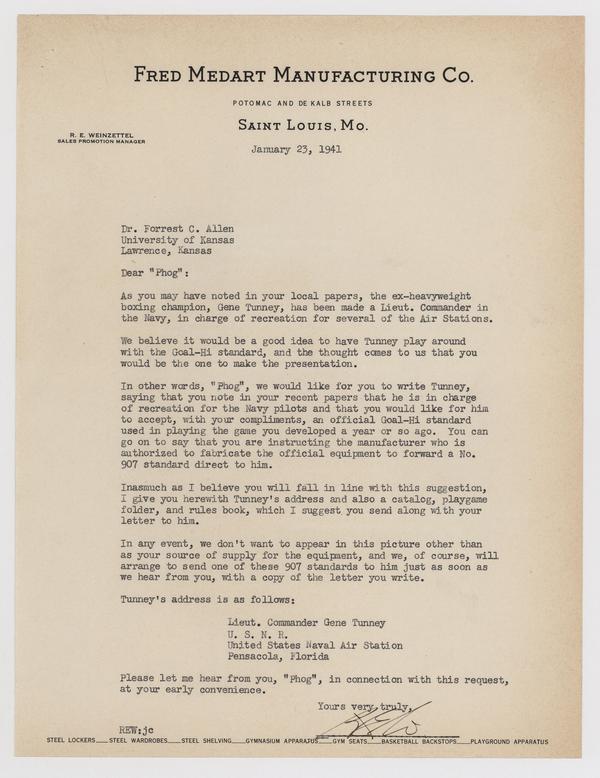 FRED MEDART MANUFACTURING CO.
POTOMAC AND DE KALB STREETS
SAINT LOUIS, MO.
R. E. WEINZETTEL
SALES PROMOTION MANAGER
January 23, 1941
Dr. Forrest C. Allen
University of Kansas
Lawrence, Kansas
Dear "Phog":
As you may have noted in your local papers, the ex-heavyweight
boxing champion, Gene Tunney, has been made a Lieut. Commander in
the Navy, in charge of recreation for several of the Air Stations.
We believe it would be a good idea to have Tunney play around
with the Goal-Hi standard, and the thought comes to us that you
would be the one to make the presentation.
In other words, "Phog", we would like for you to write Tunney,
saying that you note in your recent papers that he is in charge
of recreation for the Navy pilots and that you would like for him
to accept, with your compliments, an official Goal-Hi standard
used in playing the game you developed a year or so ago. You can
go on to say that you are instructing the manufacturer who is
authorized to fabricate the official equipment to forward a No.
907 standard direct to him.
Inasmuch as I believe you will fall in line with this suggestion,
I give you herewith Tunney's address and also a catalog, playgame
folder, and rules book, which I suggest you send along with your
letter to him.
In any event, we don't want to appear in this picture other than
as your source of supply for the equipment, and we, of course, will
arrange to send one of these 907 standards to him just as soon as
we hear from you, with a copy of the letter you write.
Tunney's address is as follows:
Lieut. Commander Gene Tunney
U. S. N. R.
United States Naval Air Station
Pensacola, Florida
Please let me hear from you, "Phog", in connection with this request,
at your early convenience.
Yours very truly,
REW:jc
STEEL LOCKERS___STEEL WARDROBES___STEEL SHELVING___GYMNASIUM APPARATUS___GYM SEATS___BASKETBALL BACKSTOPS___PLAYGROUND APPARATUS